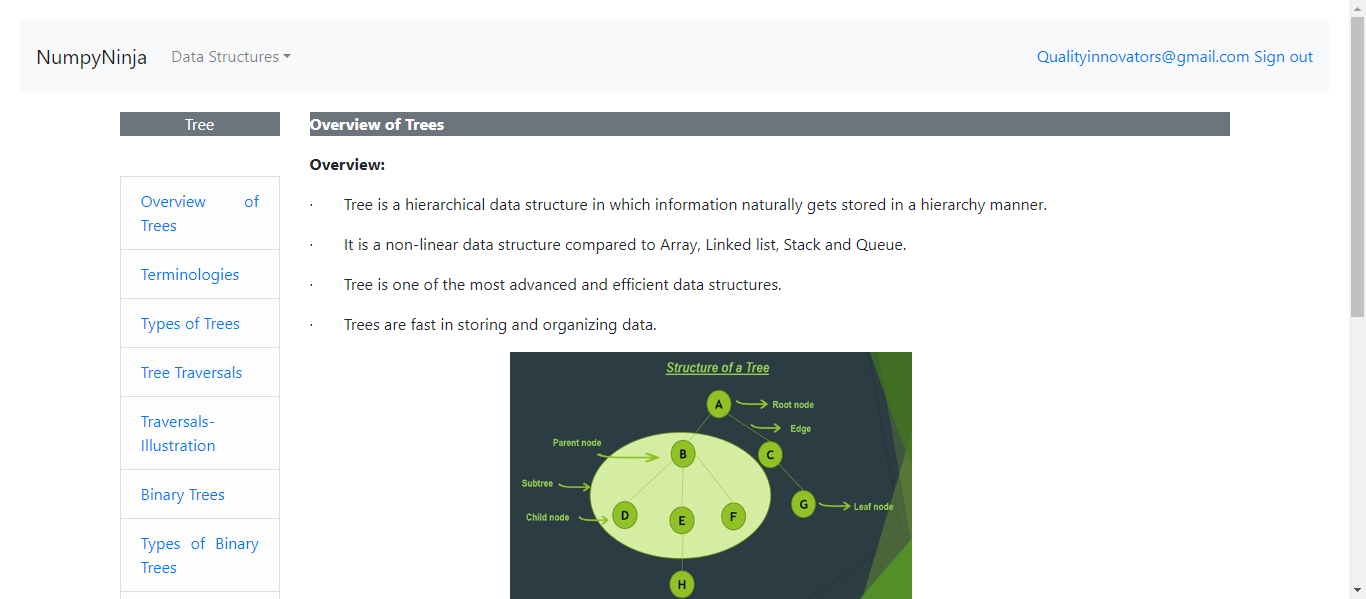 NumpyNinja Data Structures Qualityinnovators@gmail.com Sign out
Tree
Overview of
Trees
Terminologies
Types of Trees
Tree Traversals
Traversals-
Illustration
Binary Trees
Types of Binary
Trees
Overview of Trees
Overview:
· Tree is a hierarchical data structure in which information naturally gets stored in a hierarchy manner.
· It is a non-linear data structure compared to Array, Linked list, Stack and Queue.
· Tree is one of the most advanced and efficient data structures.
· Trees are fast in storing and organizing data.
Structure of a Tree
A Root node
Edge
Parent node
B
C
Subtree
G Leaf node
Child node
D
E
F
H